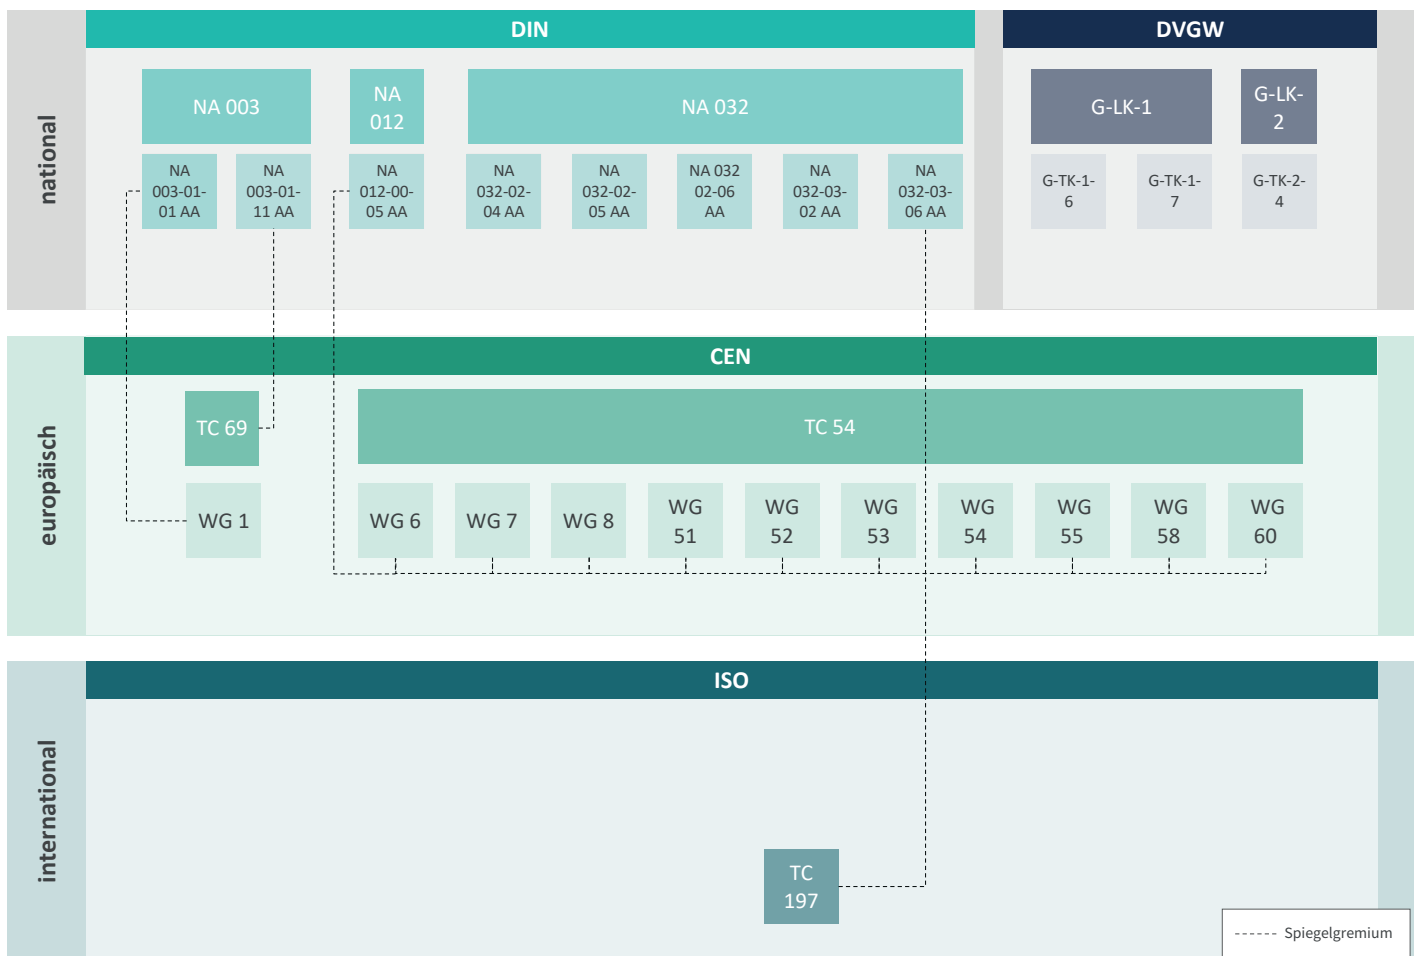 DIN
DVGW
national
NA 003
NA
012
NA 032
G-LK-1
G-LK-
2
NA
003-01-
01 AA
NA
003-01-
11 AA
NA
012-00-
05 AA
NA
032-02-
04 AA
NA
032-02-
05 AA
NA 032
02-06
AA
NA
032-03-
02 AA
NA
032-03-
06 AA
G-TK-1-
6
G-TK-1-
7
G-TK-2-
4
CEN
europäisch
TC 69
TC 54
WG 1
WG 6
WG 7
WG 8
WG
51
WG
52
WG
53
WG
54
WG
55
WG
58
WG
60
ISO
international
TC
197
Spiegelgremium